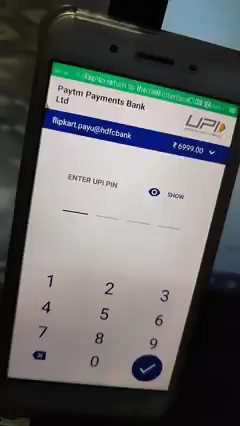 Tap to return to the call interface
Paytm Payments Bank
Ltd
UPI
flipkart.payu@hdfcbank
₹ 6999.00
ENTER UPI PIN
SHOW
1 2 3
4 5 6
7 8 9
0